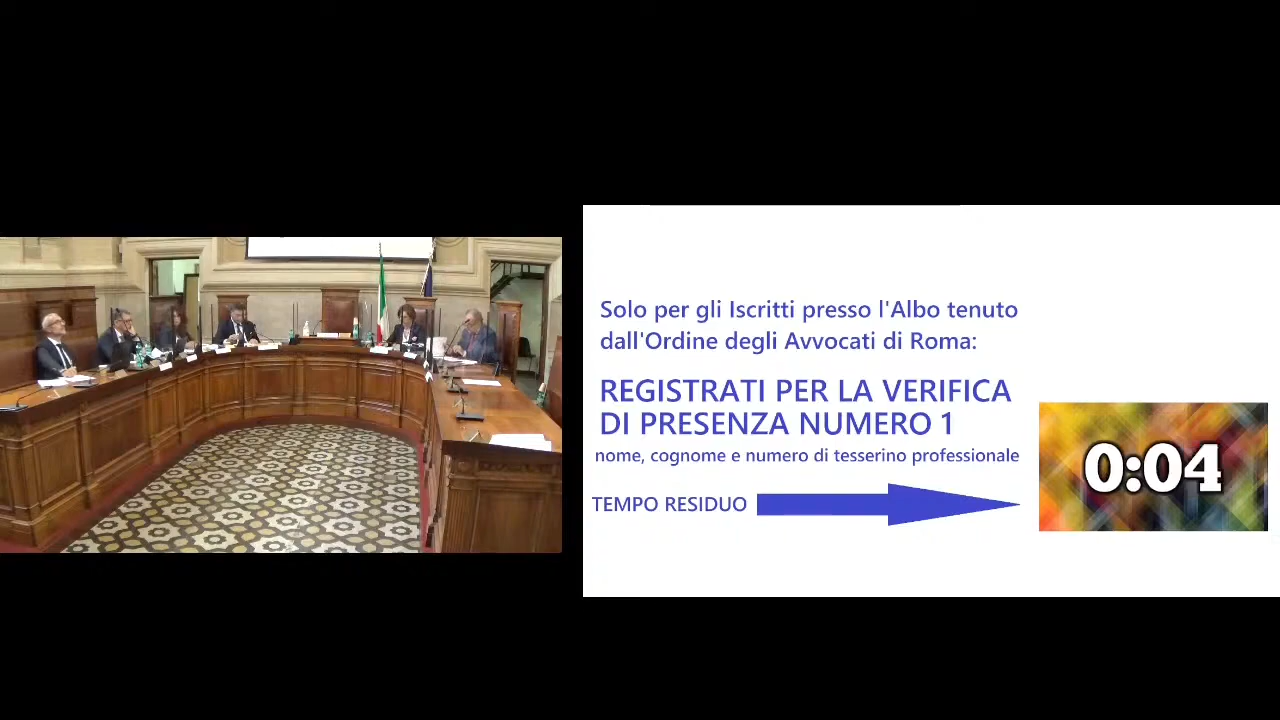 Solo per gli Iscritti presso l'Albo tenuto
dall'Ordine degli Avvocati di Roma:
REGISTRATI PER LA VERIFICA
DI PRESENZA NUMERO 1
nome, cognome e numero di tesserino professionale
TEMPO RESIDUO
0:04